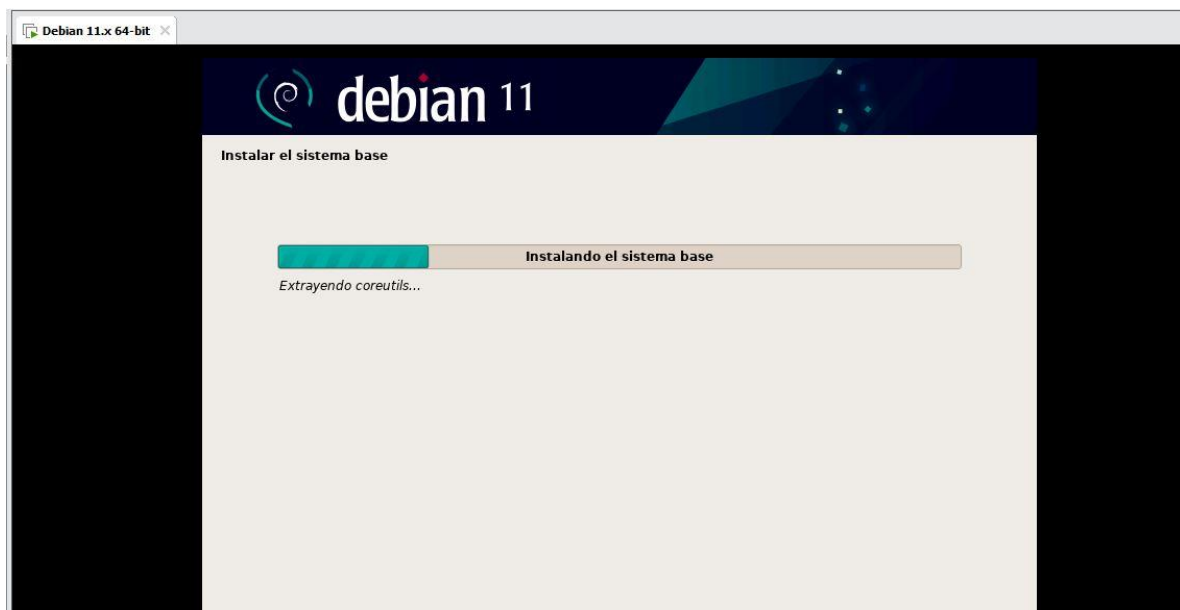 Debian 11.x 64-bit
debian 11
Instalar el sistema base
Instalando el sistema base
Extrayendo coreutils...